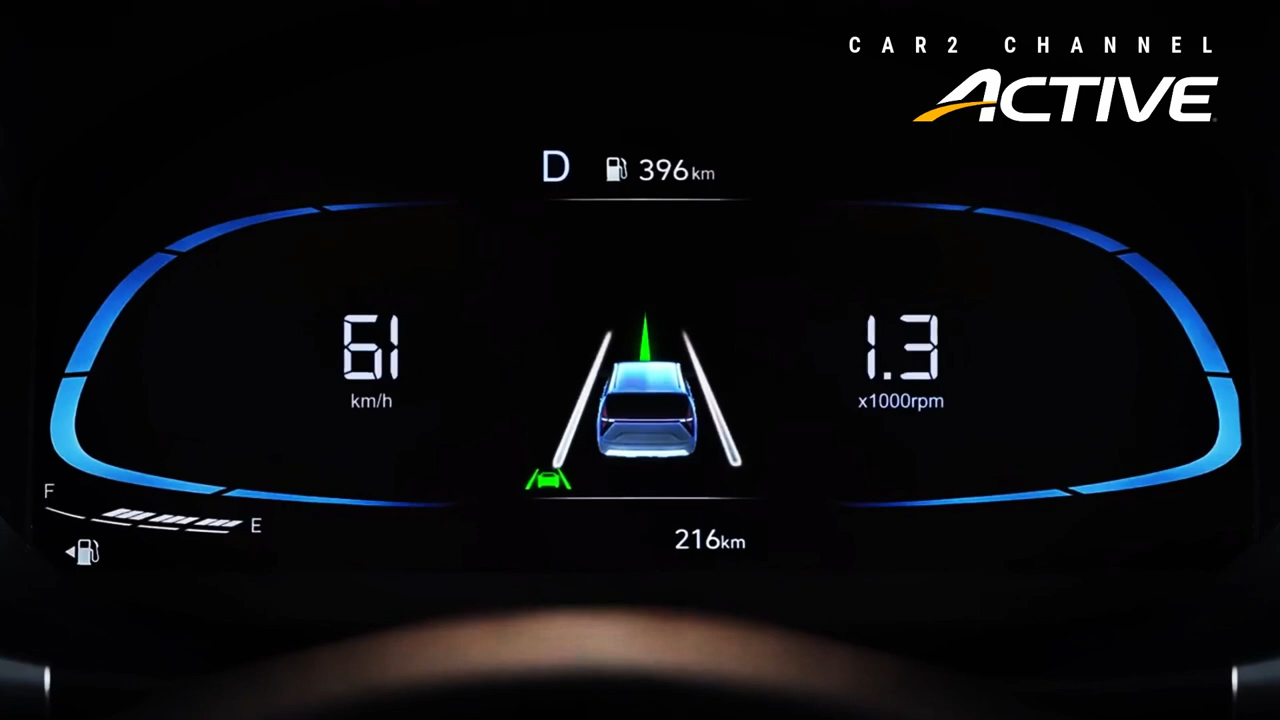 CAR2 CHANNEL
ACTIVE
D 396km
61
km/h
1.3
x1000rpm
F
E
216km